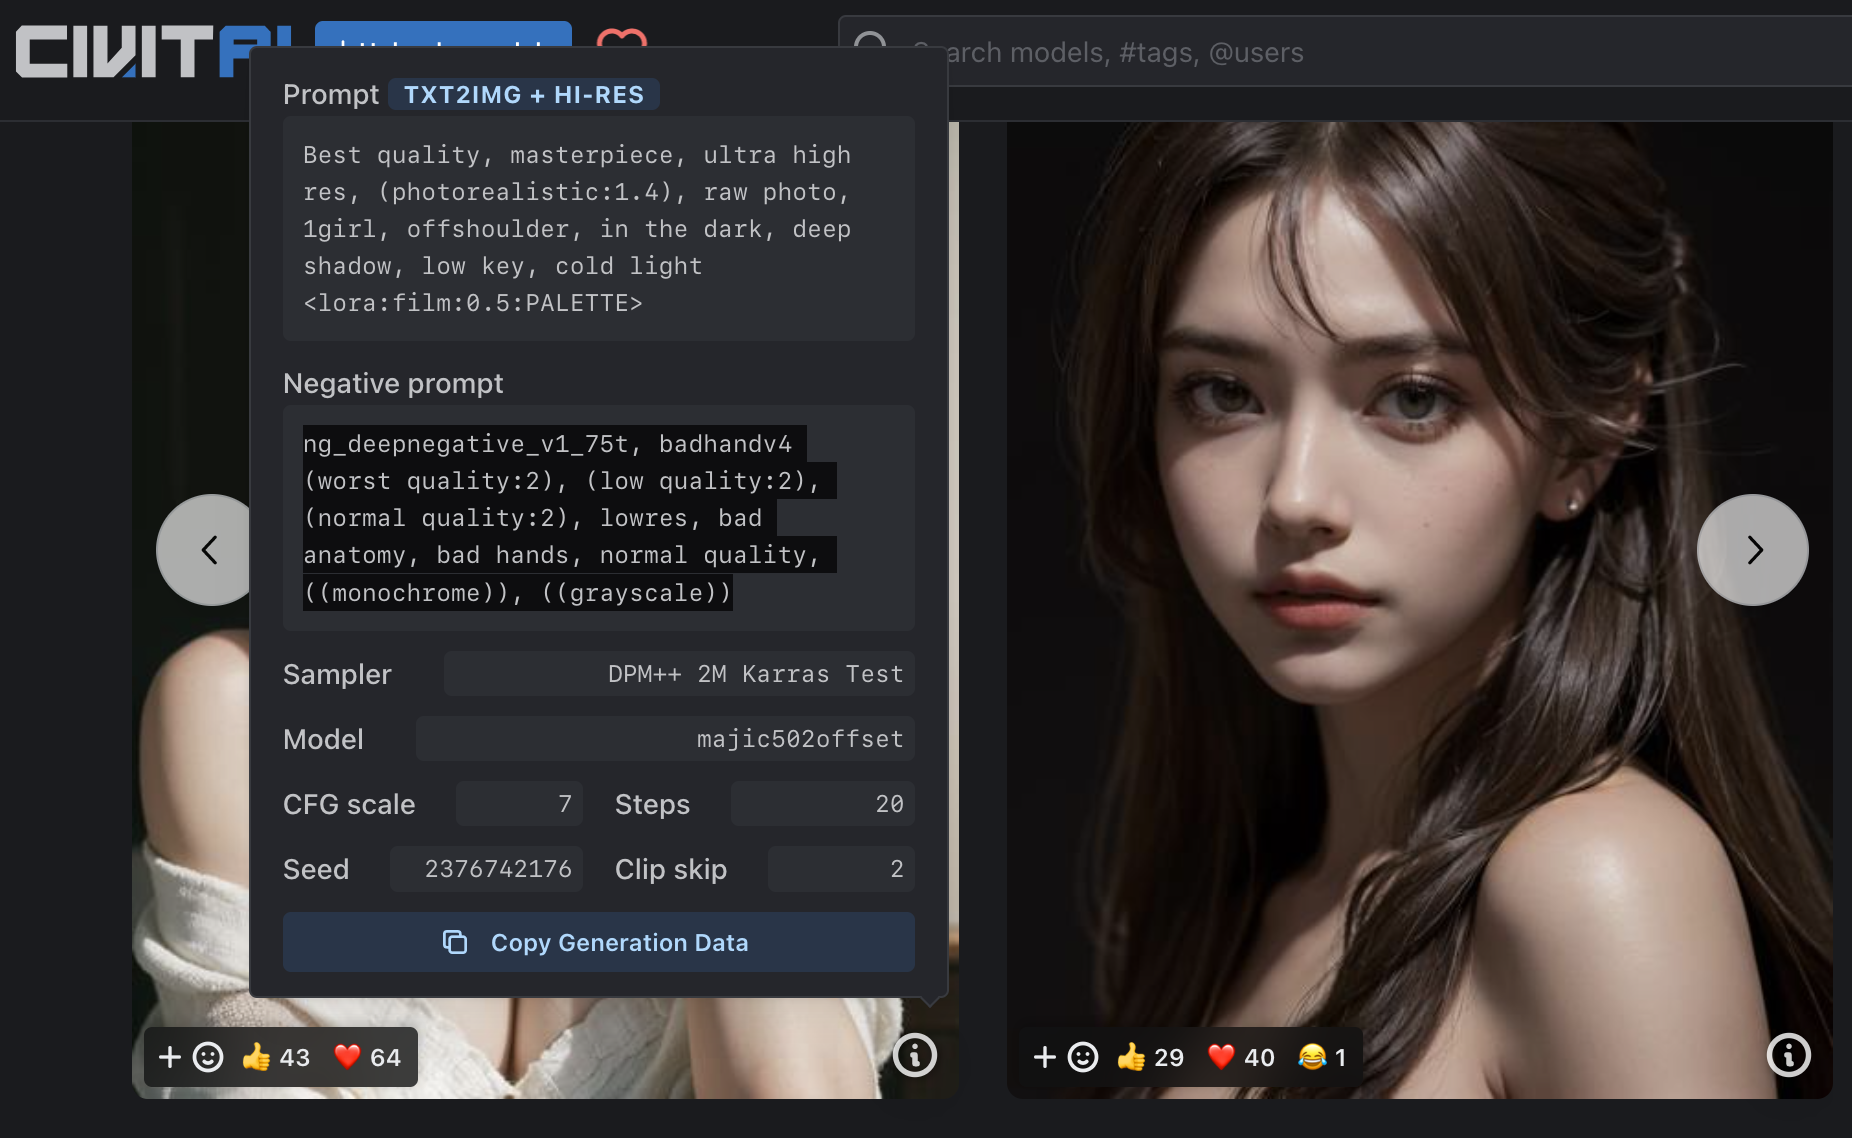 CIVITAI
Search models, #tags, @users
Prompt TXT2IMG + HI-RES
Best quality, masterpiece, ultra high
res, (photorealistic:1.4), raw photo,
1girl, offshoulder, in the dark, deep
shadow, low key, cold light
<lora:film:0.5:PALETTE>
Negative prompt
ng_deepnegative_v1_75t, badhandv4
(worst quality:2), (low quality:2),
(normal quality:2), lowres, bad
anatomy, bad hands, normal quality,
((monochrome)), ((grayscale))
Sampler DPM++ 2M Karras Test
Model majic502offset
CFG scale 7 Steps 20
Seed 2376742176 Clip skip 2
Copy Generation Data
43 64
29 40 1